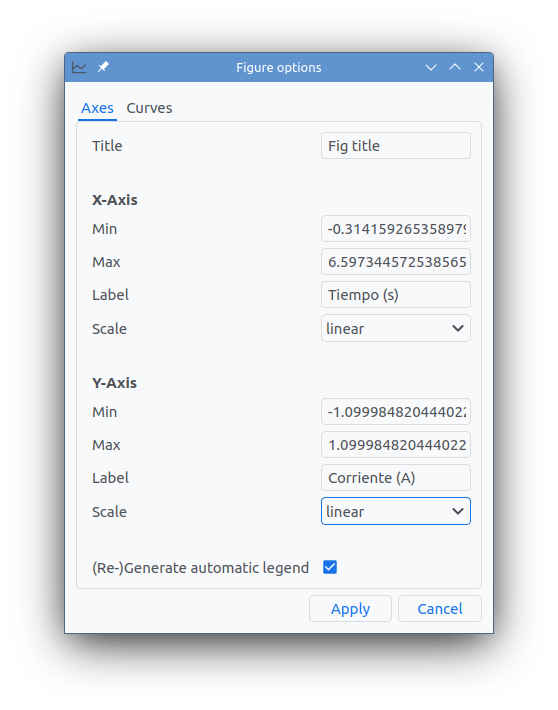 Figure options
Axes Curves
Title Fig title
X-Axis
Min -0.31415926535897
Max 6.597344572538565
Label Tiempo (s)
Scale linear
Y-Axis
Min -1.09998482044402
Max 1.099984820444022
Label Corriente (A)
Scale linear
(Re-)Generate automatic legend
Apply Cancel